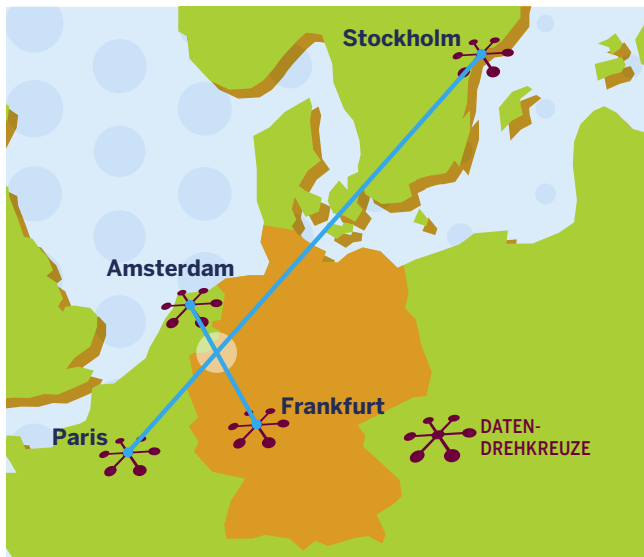 Stockholm
Amsterdam
Frankfurt
Paris
DATEN-
DREHKREUZE